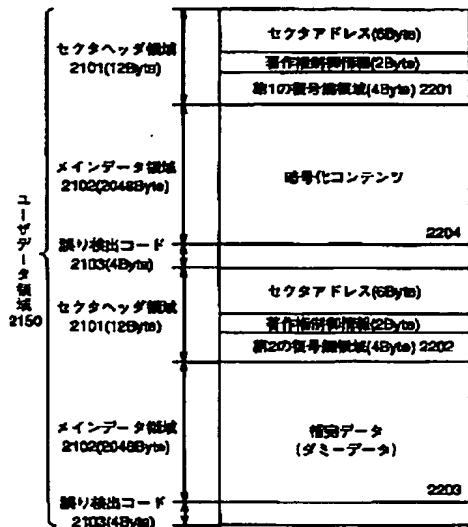 セクタヘッダ領域
2101(12Byte)
セクタアドレス(6Byte)
著作権制御情報(2Byte)
第1の復号鍵領域(4Byte) 2201
メインデータ領域
2102(2048Byte)
暗号化コンテンツ
2204
誤り検出コード
2103(4Byte)
ユーザデータ領域
2150
セクタヘッダ領域
2101(12Byte)
セクタアドレス(6Byte)
著作権制御情報(2Byte)
第2の復号鍵領域(4Byte) 2202
メインデータ領域
2102(2048Byte)
補完データ
(ダミーデータ)
2203
誤り検出コード
2103(4Byte)